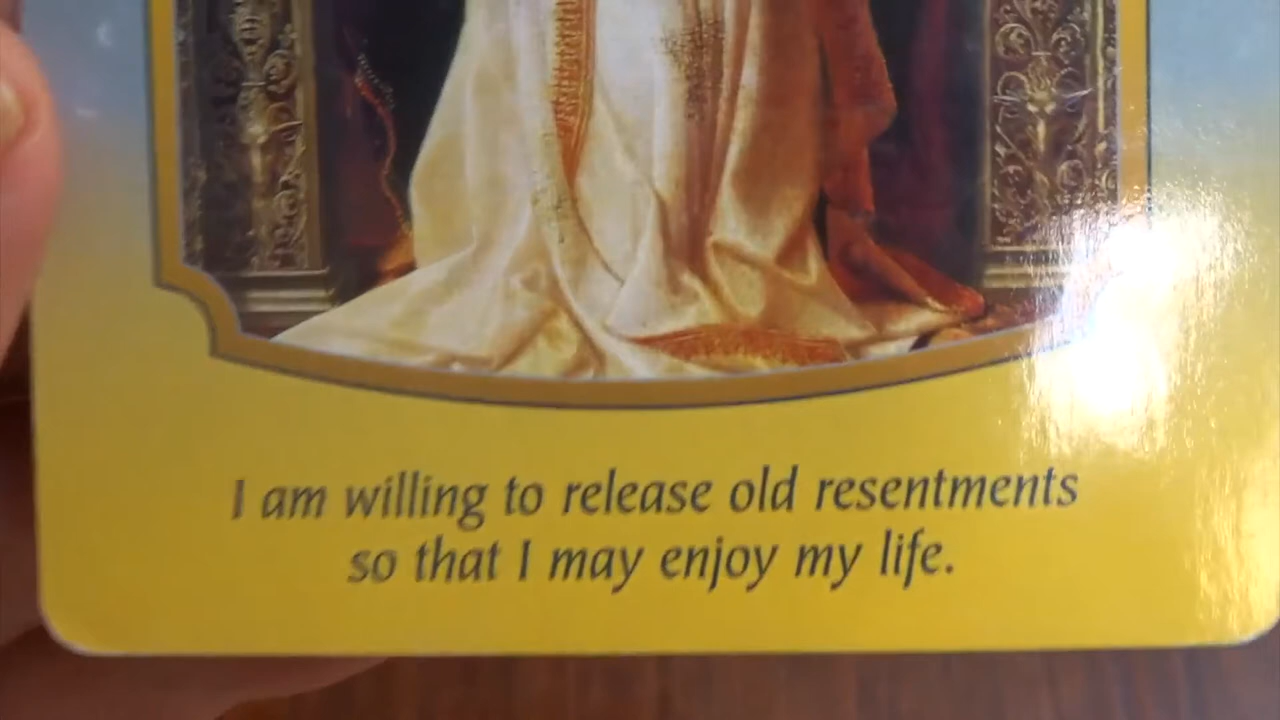 I am willing to release old resentments
so that I may enjoy my life.